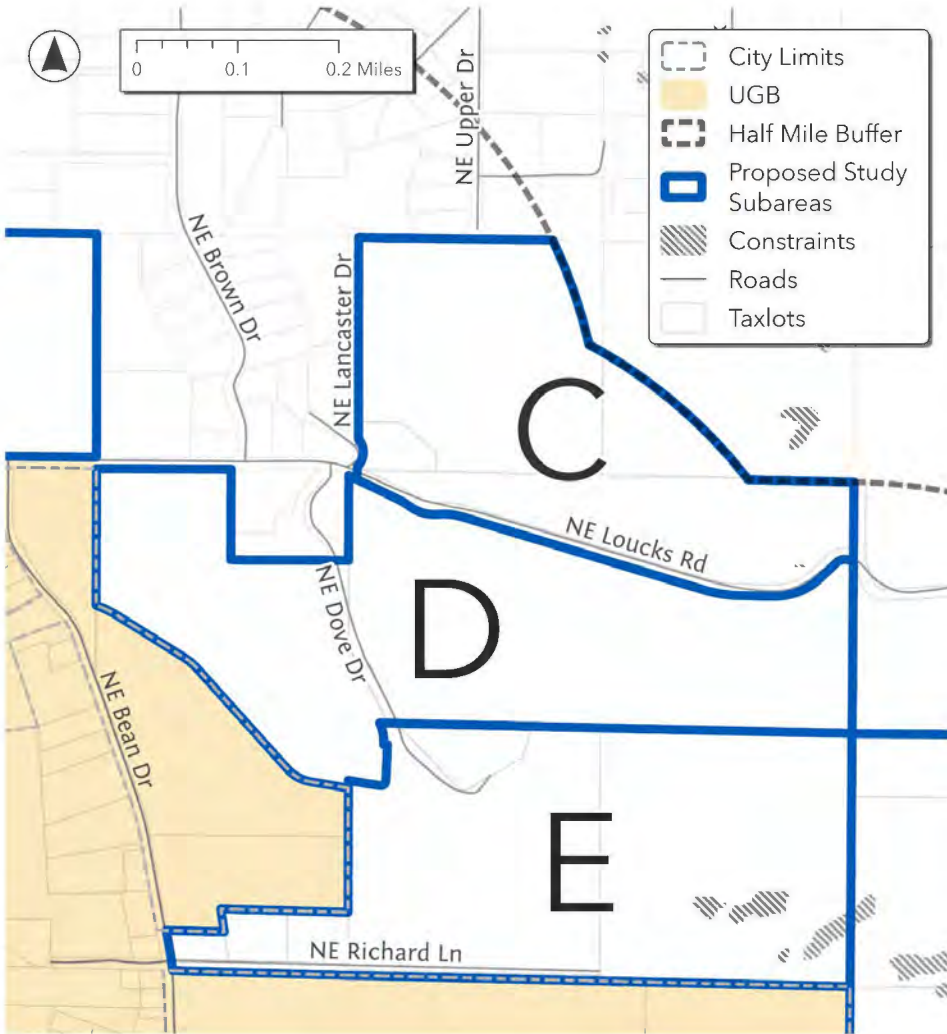 0 0.1 0.2 Miles
City Limits
UGB
Half Mile Buffer
Proposed Study
Subareas
Constraints
Roads
Taxlots
NE Upper Dr
NE Brown Dr
NE Lancaster Dr
C
NE Loucks Rd
D
NE Dove Dr
NE Bean Dr
E
NE Richard Ln